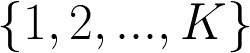 {1, 2, ..., K}